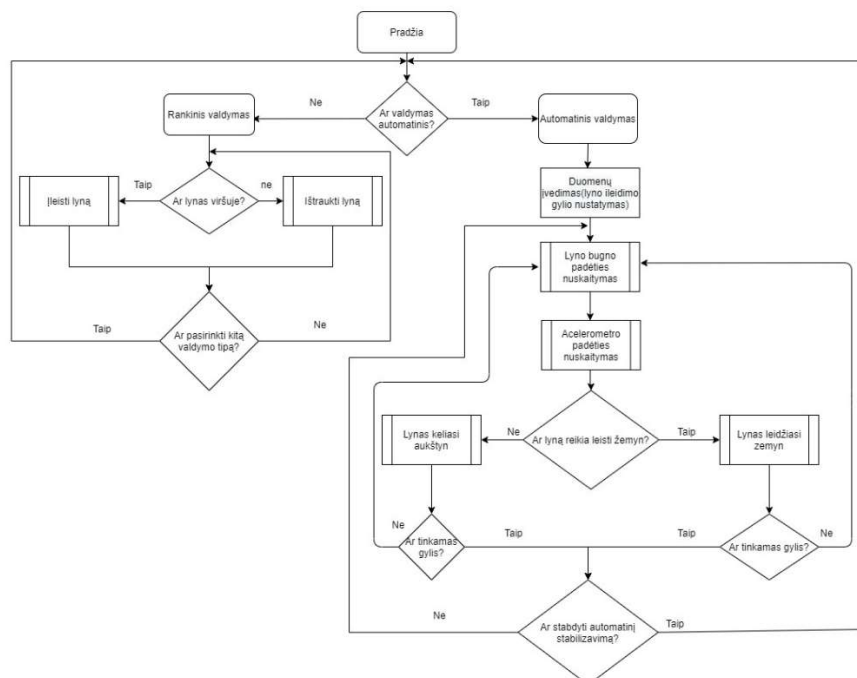 Pradžia
Ne
Ar valdymas
automatinis?
Taip
Rankinis valdymas
Automatinis valdymas
Įleisti lyną
Taip
Ar lynas viršuje?
ne
Ištraukti lyną
Duomenų
įvedimas(lyno ileidimo
gylio nustatymas)
Lyno bugno
padėties
nuskaitymas
Taip
Ar pasirinkti kitą
valdymo tipą?
Ne
Acelerometro
padėties
nuskaitymas
Lynas keliasi
aukštyn
Ne
Ar lyną reikia leisti žemyn?
Taip
Lynas leidžiasi
zemyn
Ne
Ar tinkamas
gylis?
Taip
Taip
Ar tinkamas gylis?
Ne
Ne
Ar stabdyti automatinį
stabilizavimą?
Taip